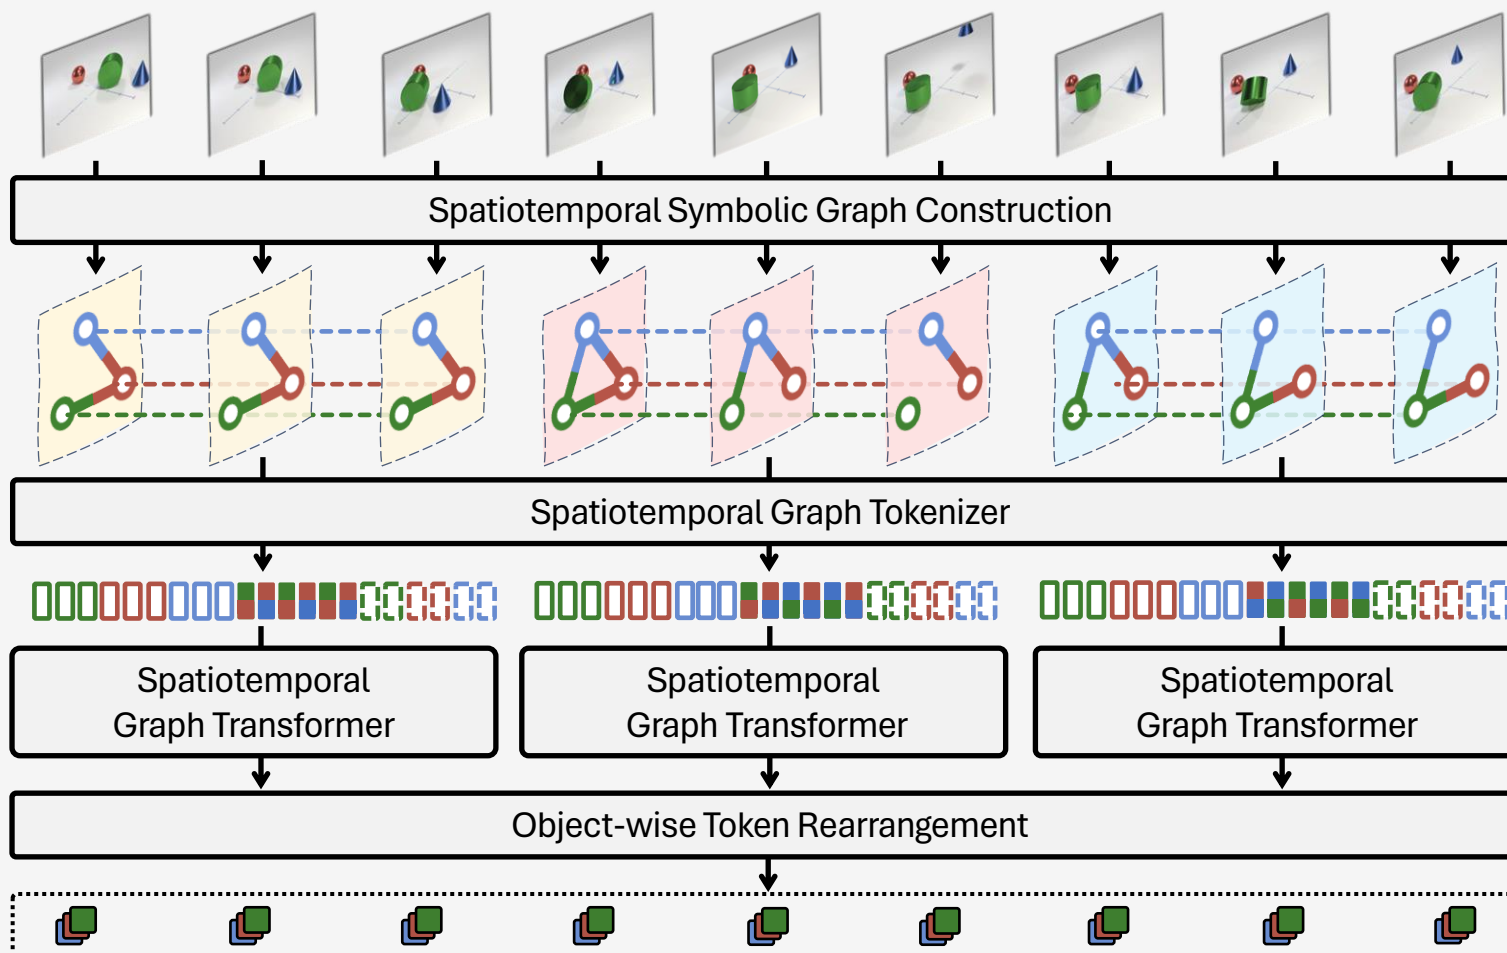 Spatiotemporal Symbolic Graph Construction
Spatiotemporal Graph Tokenizer
Spatiotemporal
Graph Transformer
Spatiotemporal
Graph Transformer
Spatiotemporal
Graph Transformer
Object-wise Token Rearrangement